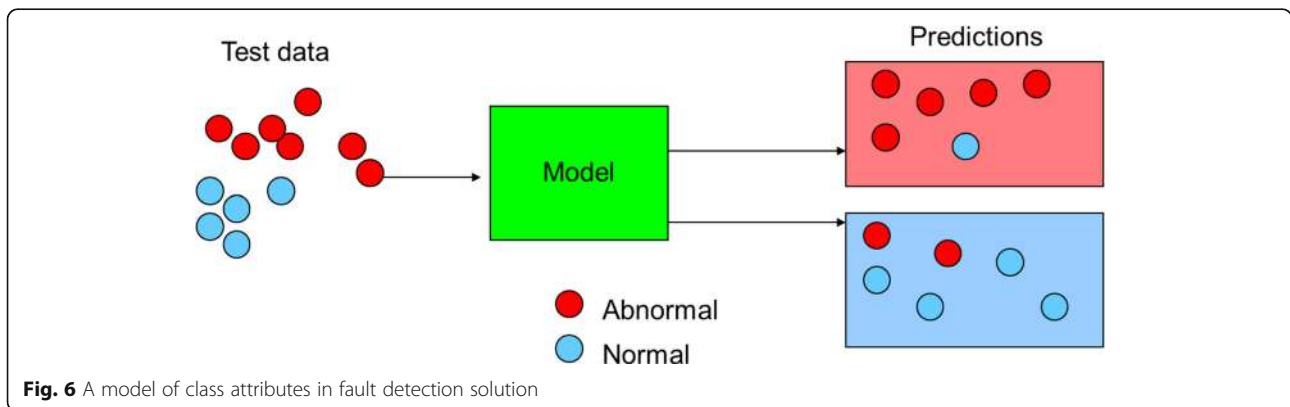 Test data
Predictions
Model
Abnormal
Normal
Fig. 6 A model of class attributes in fault detection solution